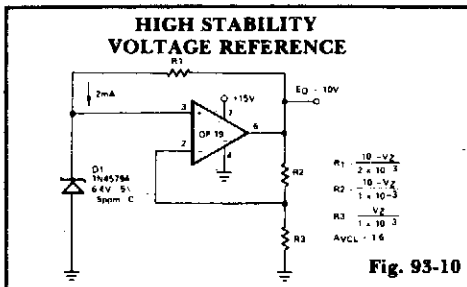 HIGH STABILITY
VOLTAGE REFERENCE
R1
2mA
+15V
EO - 10V
3
+
7
OP 19
6
2
-
4
D1
1N4579A
6.4V 5%
5ppm C
R2
R3
R1 10 - VZ
2 x 10 -3
R2 10 - VZ
1 x 10 -3
R3 VZ
1 x 10 -3
AVCL - 1.6
Fig. 93-10